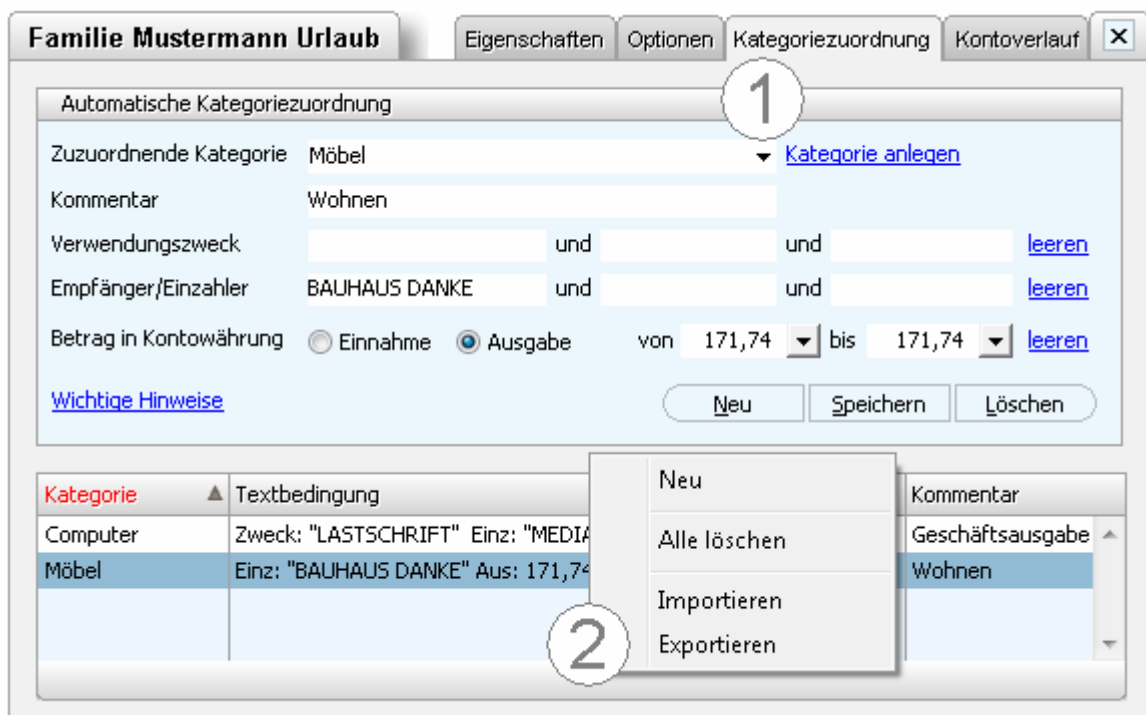 Familie Mustermann Urlaub Eigenschaften Optionen Kategoriezuordnung Kontoverlauf
1
Automatische Kategoriezuordnung
Zuzuordnende Kategorie Möbel Kategorie anlegen
Kommentar Wohnen
Verwendungszweck und und leeren
Empfänger/Einzahler BAUHAUS DANKE und und leeren
Betrag in Kontowährung Einnahme Ausgabe von 171,74 bis 171,74 leeren
Wichtige Hinweise Neu Speichern Löschen
Kategorie Textbedingung Kommentar
Computer Zweck: "LASTSCHRIFT" Einz: "MEDIA Geschäftsausgabe
Möbel Einz: "BAUHAUS DANKE" Aus: 171,74 Wohnen
2
Neu
Alle löschen
Importieren
Exportieren